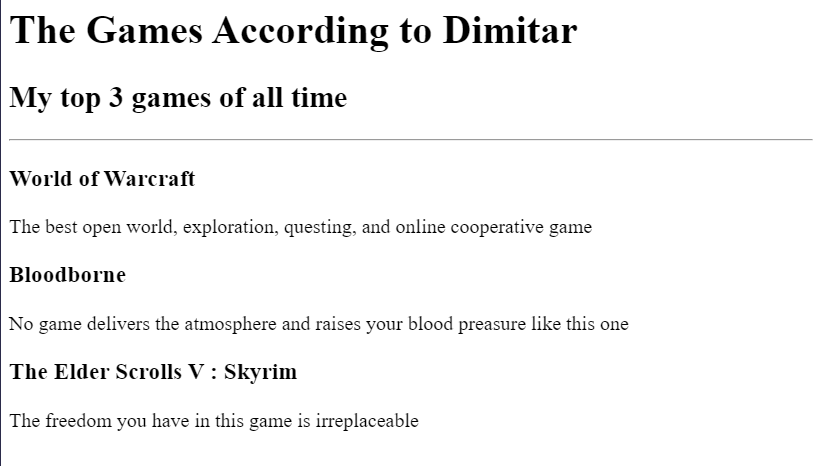 The Games According to Dimitar
My top 3 games of all time
World of Warcraft
The best open world, exploration, questing, and online cooperative game
Bloodborne
No game delivers the atmosphere and raises your blood preasure like this one
The Elder Scrolls V : Skyrim
The freedom you have in this game is irreplaceable